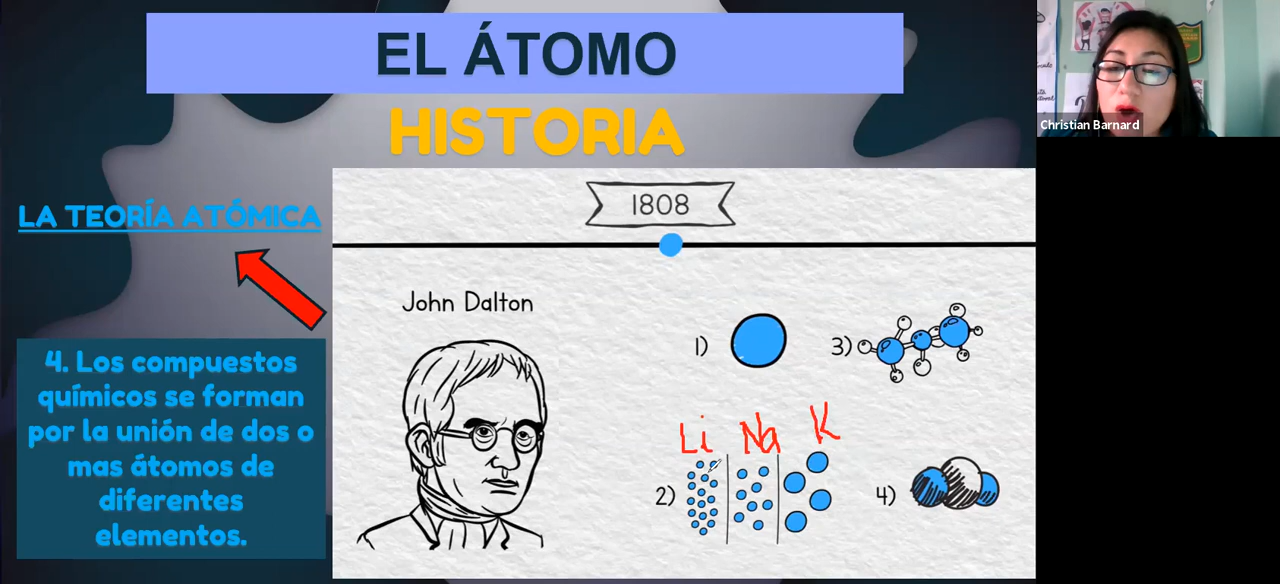 EL ÁTOMO
HISTORIA
LA TEORÍA ATÓMICA
4. Los compuestos
químicos se forman
por la unión de dos o
mas átomos de
diferentes
elementos.
1808
John Dalton
1)
3)
Li Na K
2)
4)
Christian Barnard